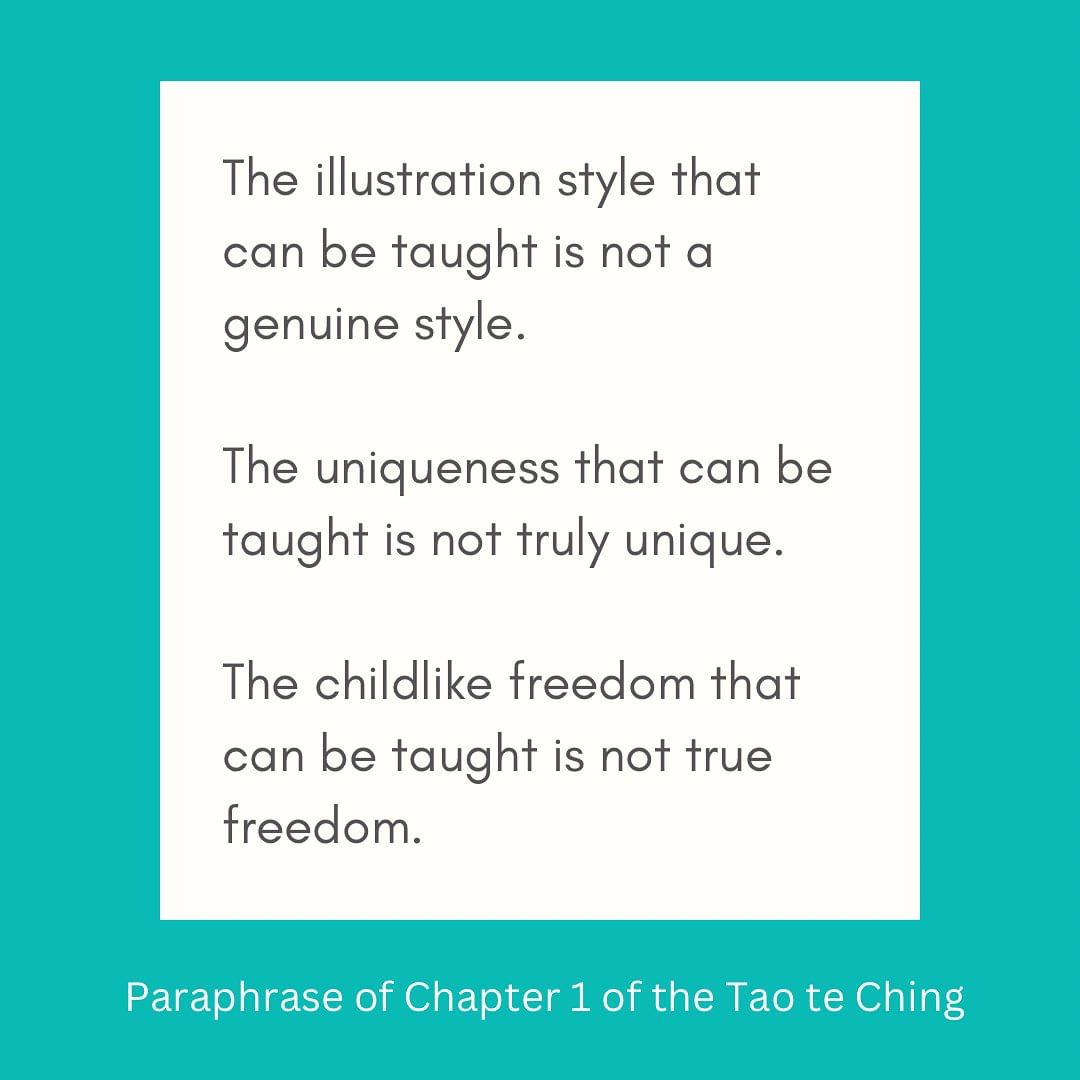 The illustration style that
can be taught is not a
genuine style.
The uniqueness that can be
taught is not truly unique.
The childlike freedom that
can be taught is not true
freedom.
Paraphrase of Chapter 1 of the Tao te Ching